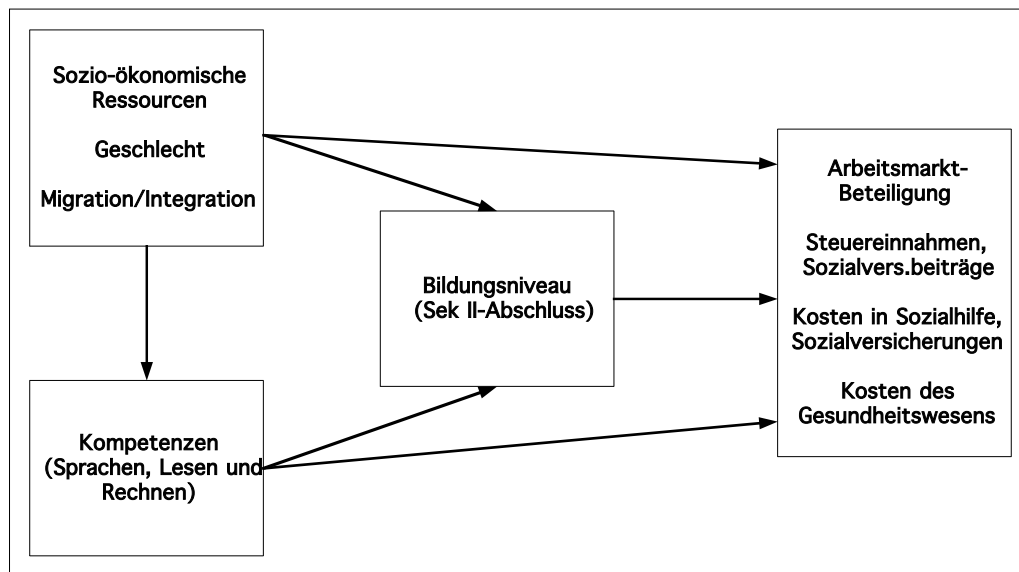 Sozio-ökonomische
Ressourcen
Geschlecht
Migration/Integration
Bildungsniveau
(Sek II-Abschluss)
Kompetenzen
(Sprachen, Lesen und
Rechnen)
Arbeitsmarkt-
Beteiligung
Steuereinnahmen,
Sozialvers.beiträge
Kosten in Sozialhilfe,
Sozialversicherungen
Kosten des
Gesundheitswesens